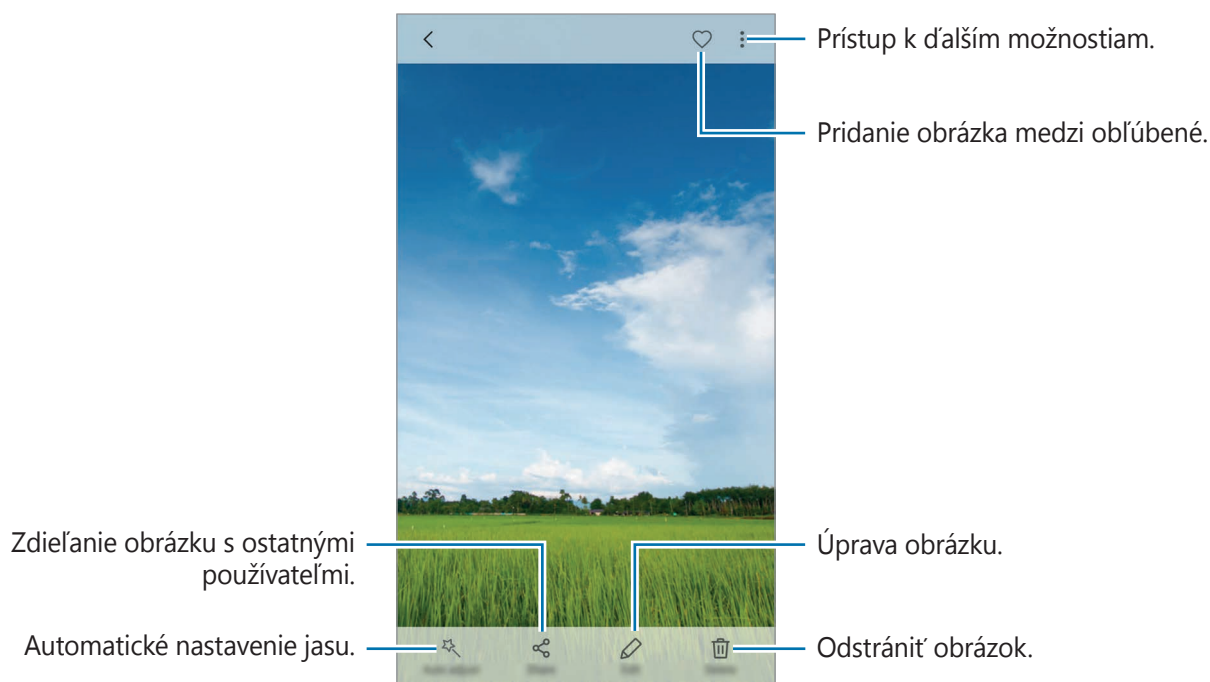 Prístup k ďalším možnostiam.
Pridanie obrázka medzi obľúbené.
Zdieľanie obrázku s ostatnými
používateľmi.
Úprava obrázku.
Automatické nastavenie jasu.
Odstrániť obrázok.